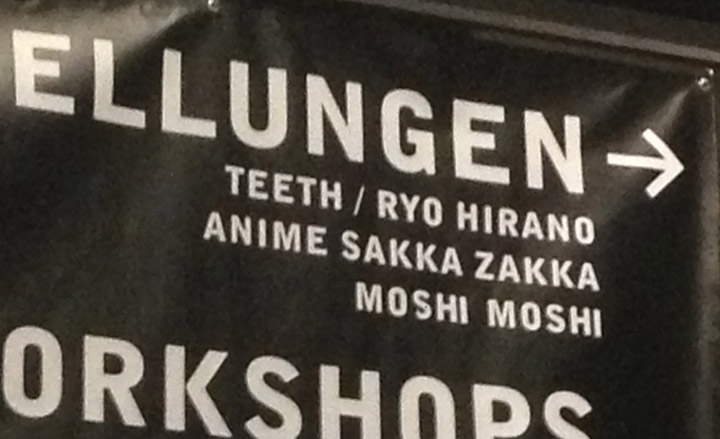 ELLUNGEN →
TEETH / RYO HIRANO
ANIME SAKKA ZAKKA
MOSHI MOSHI
ORKSHOPS